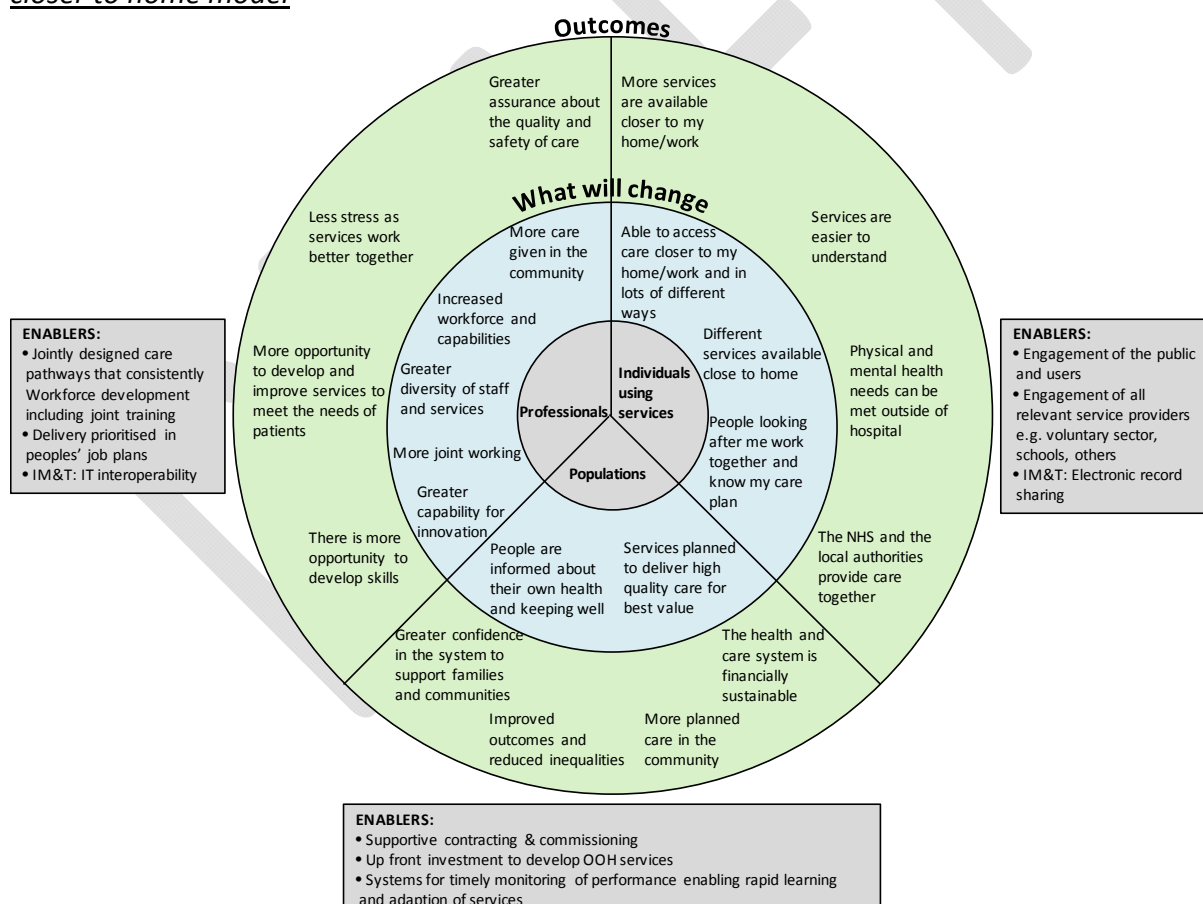 closer to home model
Outcomes
Greater
assurance about
the quality and
safety of care
More services
are available
closer to my
home/work
Less stress as
services work
better together
Services are
easier to
understand
More opportunity
to develop and
improve services to
meet the needs of
patients
Physical and
mental health
needs can be
met outside of
hospital
There is more
opportunity to
develop skills
The NHS and the
local authorities
provide care
together
Greater confidence
in the system to
support families
and communities
The health and
care system is
financially
sustainable
Improved
outcomes and
reduced inequalities
More planned
care in the
community
What will change
More care
given in the
community
Able to access
care closer to my
home/work and in
lots of different
ways
Increased
workforce and
capabilities
Different
services available
close to home
Greater
diversity of staff
and services
More joint working
People looking
after me work
together and
know my care
plan
Greater
capability for
innovation
People are
informed about
their own health
and keeping well
Services planned
to deliver high
quality care for
best value
Professionals
Individuals
using
services
Populations
ENABLERS:
• Jointly designed care
pathways that consistently
Workforce development
including joint training
• Delivery prioritised in
peoples’ job plans
• IM&T: IT interoperability
ENABLERS:
• Engagement of the public
and users
• Engagement of all
relevant service providers
e.g. voluntary sector,
schools, others
• IM&T: Electronic record
sharing
ENABLERS:
• Supportive contracting & commissioning
• Up front investment to develop OOH services
• Systems for timely monitoring of performance enabling rapid learning
and adaption of services